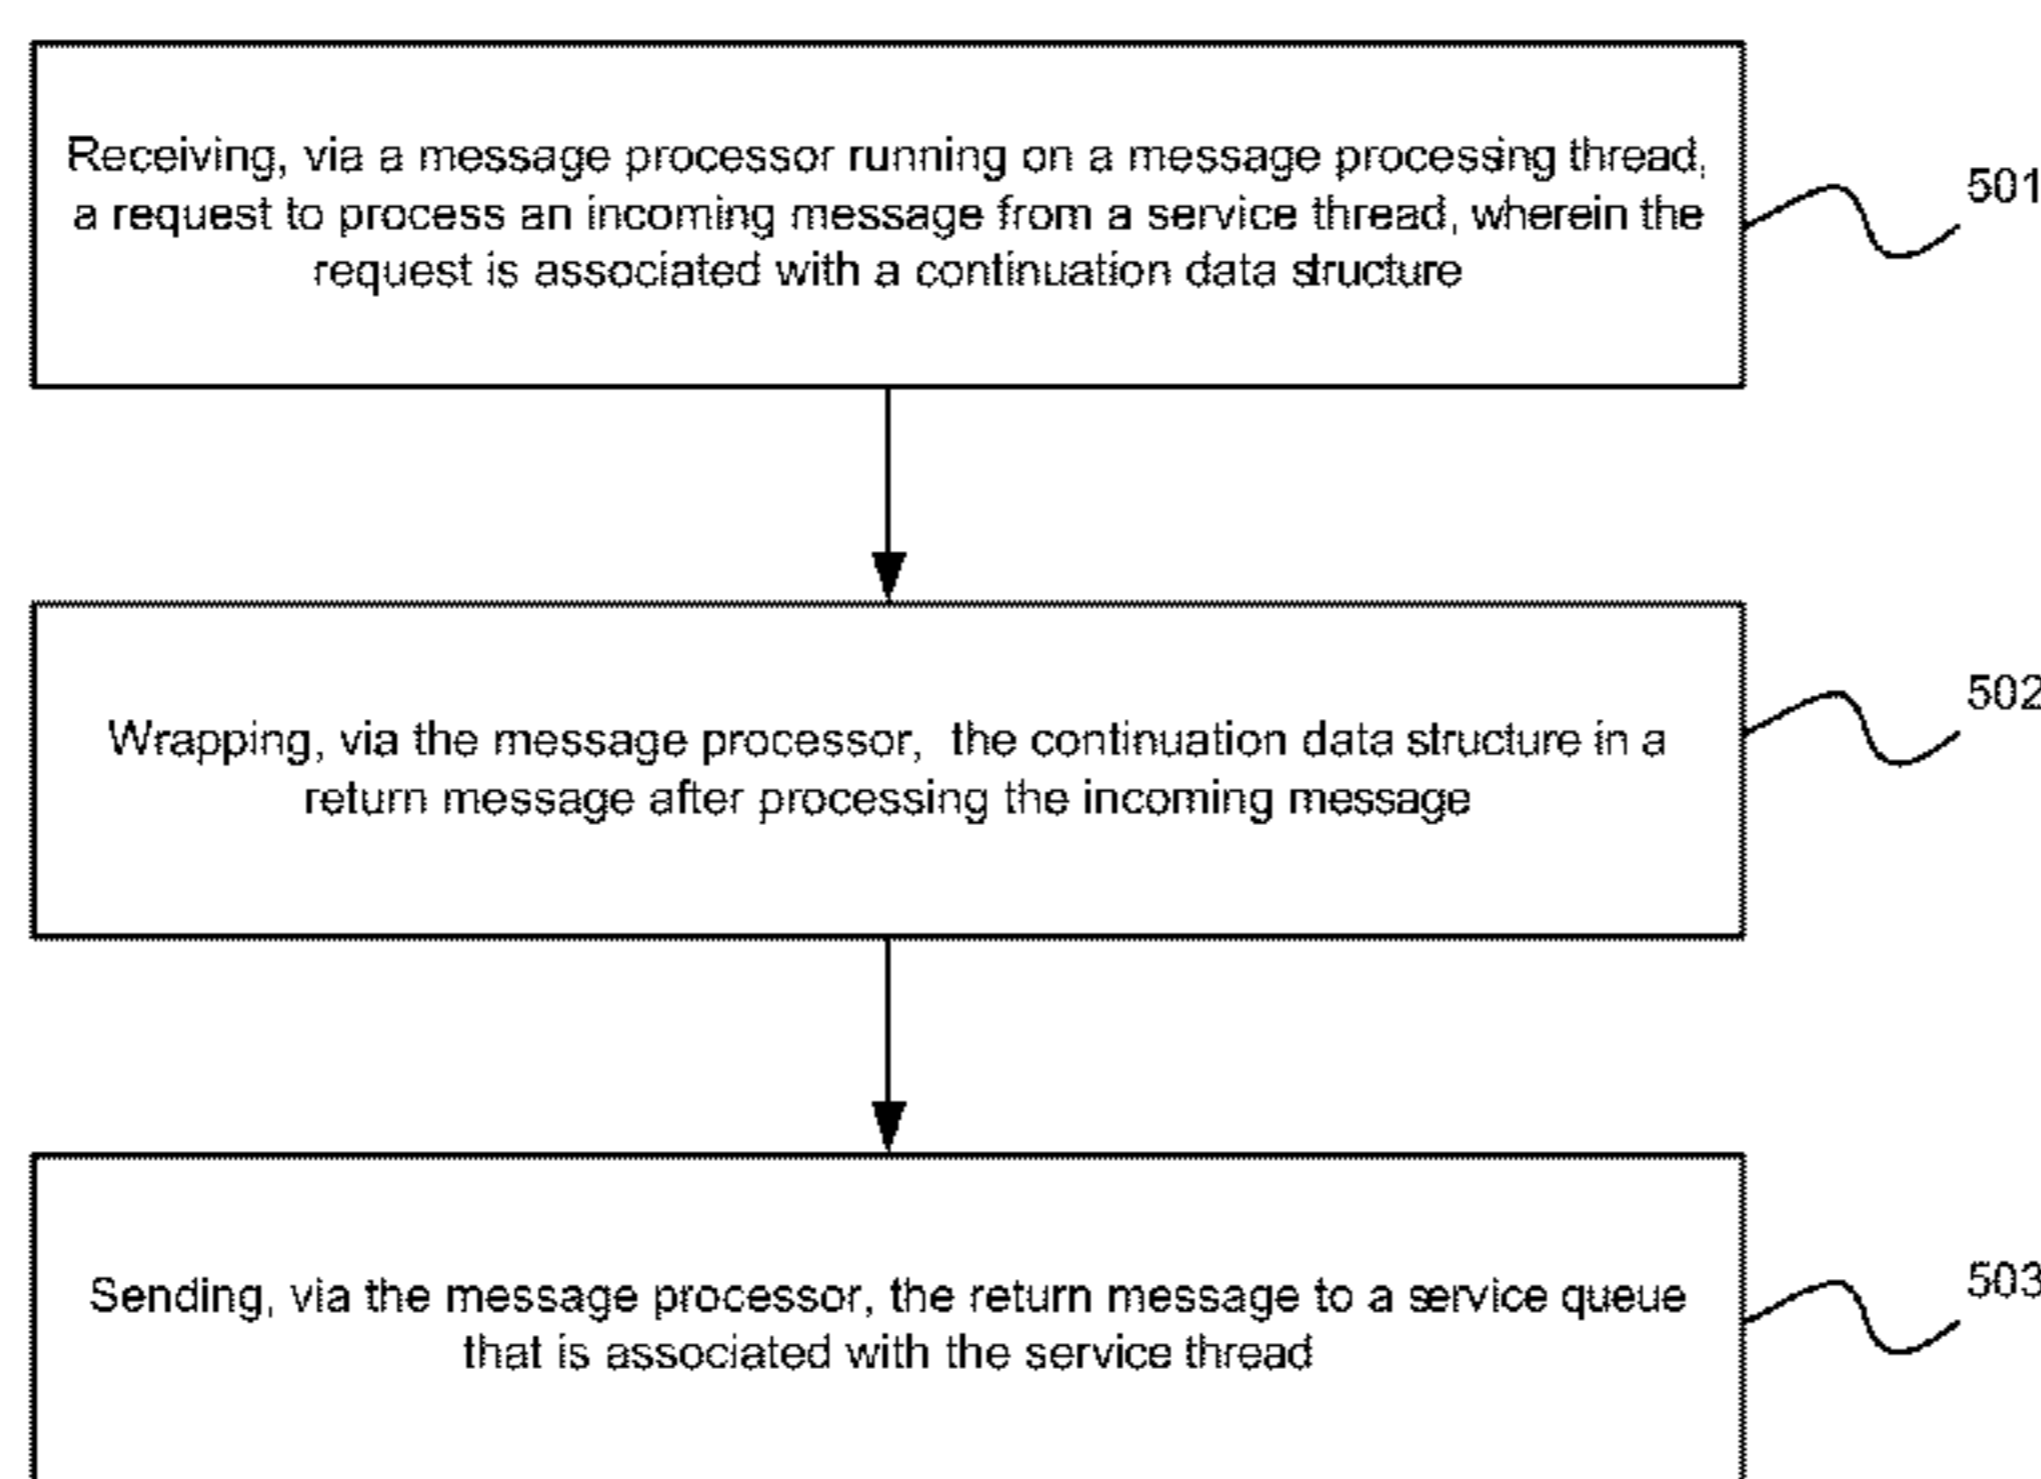 Receiving, via a message processor running on a message processing thread,
a request to process an incoming message from a service thread, wherein the
request is associated with a continuation data structure
501
Wrapping, via the message processor, the continuation data structure in a
return message after processing the incoming message
502
Sending, via the message processor, the return message to a service queue
that is associated with the service thread
503